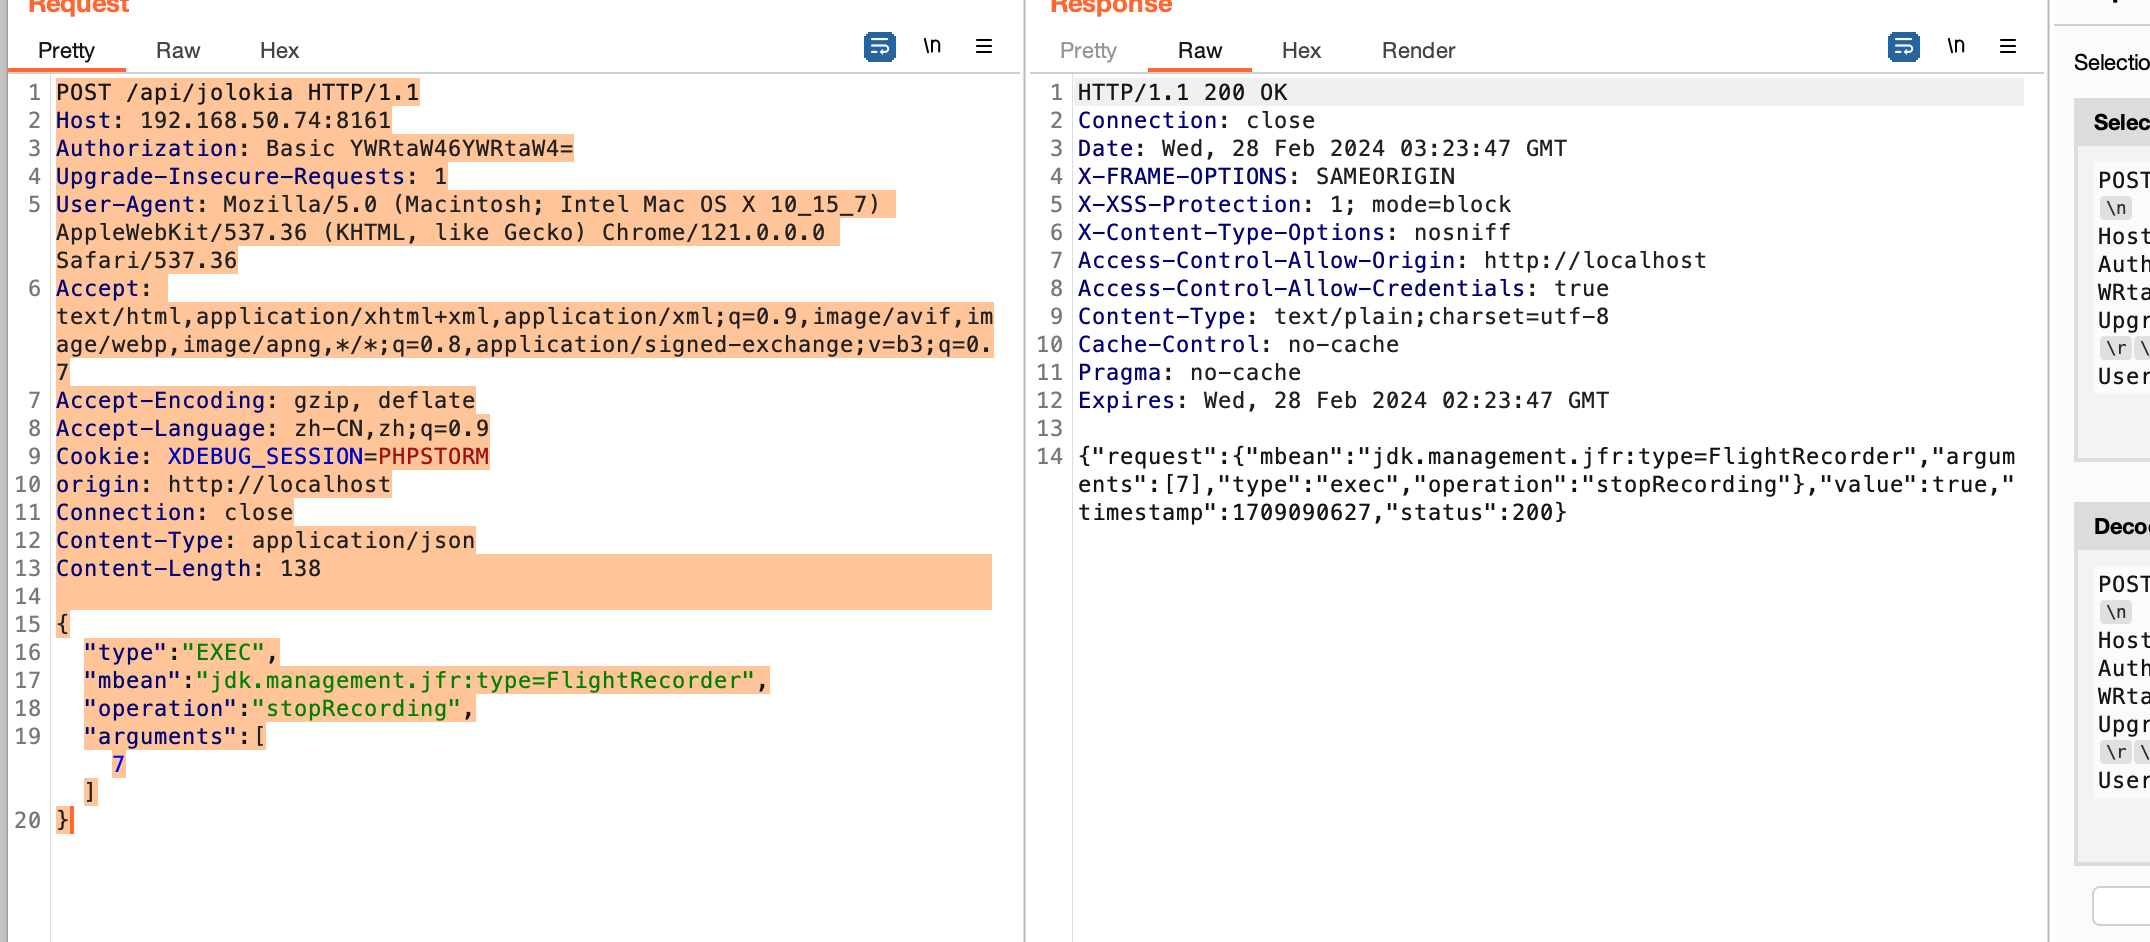 Request
Pretty Raw Hex \n
1 POST /api/jolokia HTTP/1.1
2 Host: 192.168.50.74:8161
3 Authorization: Basic YWRtaW46YWRtaW4=
4 Upgrade-Insecure-Requests: 1
5 User-Agent: Mozilla/5.0 (Macintosh; Intel Mac OS X 10_15_7)
AppleWebKit/537.36 (KHTML, like Gecko) Chrome/121.0.0.0
Safari/537.36
6 Accept:
text/html,application/xhtml+xml,application/xml;q=0.9,image/avif,im
age/webp,image/apng,*/*;q=0.8,application/signed-exchange;v=b3;q=0.
7
7 Accept-Encoding: gzip, deflate
8 Accept-Language: zh-CN,zh;q=0.9
9 Cookie: XDEBUG_SESSION=PHPSTORM
10 origin: http://localhost
11 Connection: close
12 Content-Type: application/json
13 Content-Length: 138
14
15 {
16 "type":"EXEC",
17 "mbean":"jdk.management.jfr:type=FlightRecorder",
18 "operation":"stopRecording",
19 "arguments":[
7
]
20 }
Response
Pretty Raw Hex Render \n
1 HTTP/1.1 200 OK
2 Connection: close
3 Date: Wed, 28 Feb 2024 03:23:47 GMT
4 X-FRAME-OPTIONS: SAMEORIGIN
5 X-XSS-Protection: 1; mode=block
6 X-Content-Type-Options: nosniff
7 Access-Control-Allow-Origin: http://localhost
8 Access-Control-Allow-Credentials: true
9 Content-Type: text/plain;charset=utf-8
10 Cache-Control: no-cache
11 Pragma: no-cache
12 Expires: Wed, 28 Feb 2024 02:23:47 GMT
13
14 {"request":{"mbean":"jdk.management.jfr:type=FlightRecorder","argum
ents":[7],"type":"exec","operation":"stopRecording"},"value":true,"
timestamp":1709090627,"status":200}
Selectio
Selec
POST
\n
Host
Auth
WRta
Upgr
\r \
User
Deco
POST
\n
Host
Auth
WRta
Upgr
\r \
User